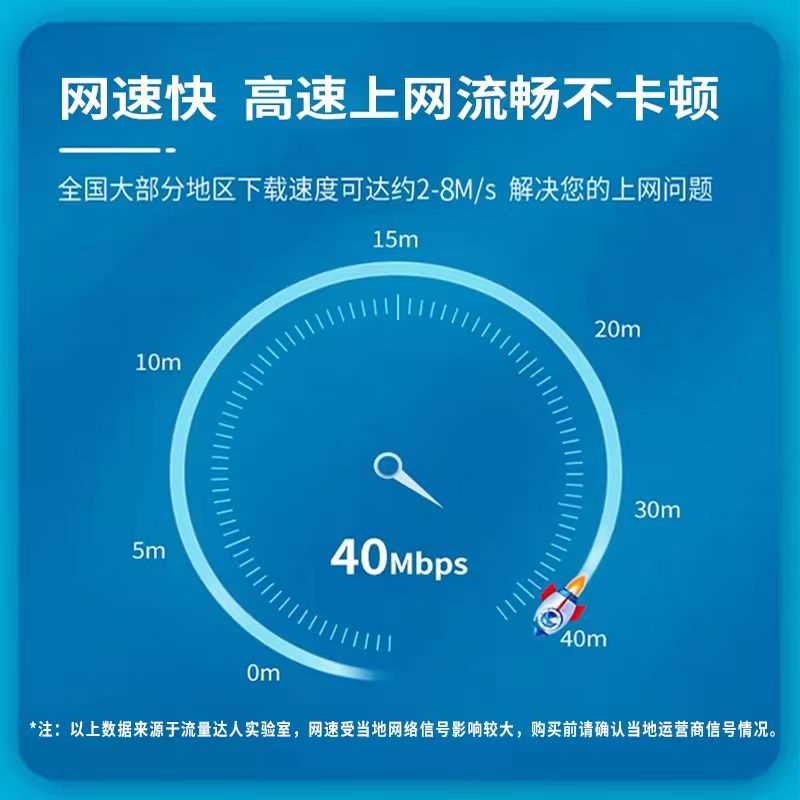 网速快 高速上网流畅不卡顿
全国大部分地区下载速度可达约2-8M/s 解决您的上网问题
15m
20m
10m
30m
5m
40Mbps
40m
0m
*注：以上数据来源于流量达人实验室，网速受当地网络信号影响较大，购买前请确认当地运营商信号情况。